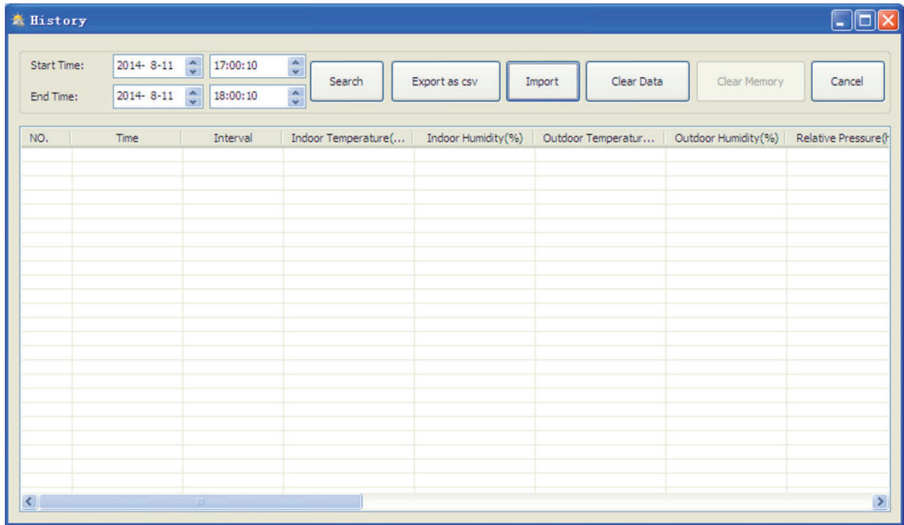 History
Start Time: 2014- 8-11 17:00:10
End Time: 2014- 8-11 18:00:10
Search Export as csv Import Clear Data Clear Memory Cancel
NO. Time Interval Indoor Temperature(... Indoor Humidity(%) Outdoor Temperatur... Outdoor Humidity(%) Relative Pressure(h